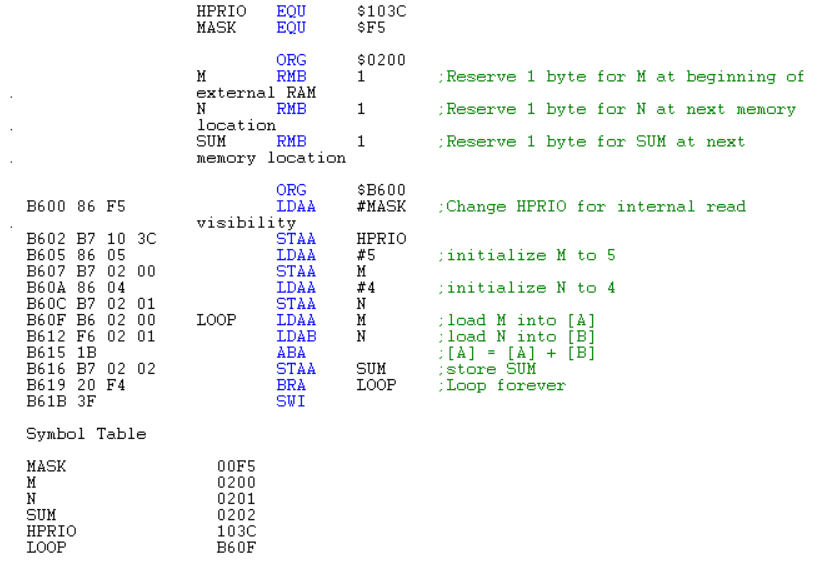 HPRIO EQU $103C
MASK EQU $F5
ORG $0200
M RMB 1 ;Reserve 1 byte for M at beginning of
. external RAM
N RMB 1 ;Reserve 1 byte for N at next memory
. location
SUM RMB 1 ;Reserve 1 byte for SUM at next
. memory location
ORG $B600
B600 86 F5 LDAA #MASK ;Change HPRIO for internal read
. visibility
B602 B7 10 3C STAA HPRIO
B605 86 05 LDAA #5 ;initialize M to 5
B607 B7 02 00 STAA M
B60A 86 04 LDAA #4 ;initialize N to 4
B60C B7 02 01 STAA N
B60F B6 02 00 LOOP LDAA M ;load M into [A]
B612 F6 02 01 LDAB N ;load N into [B]
B615 1B ABA ;[A] = [A] + [B]
B616 B7 02 02 STAA SUM ;store SUM
B619 20 F4 BRA LOOP ;Loop forever
B61B 3F SWI
Symbol Table
MASK 00F5
M 0200
N 0201
SUM 0202
HPRIO 103C
LOOP B60F